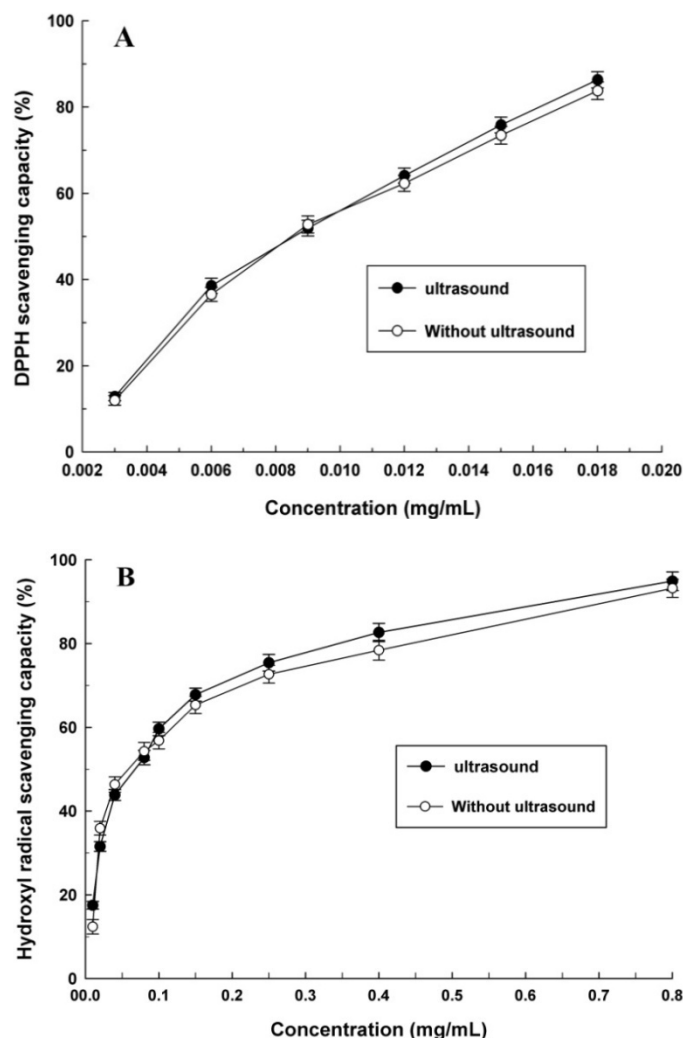 A
DPPH scavenging capacity (%)
100
80
60
40
20
0
ultrasound
Without ultrasound
0.002 0.004 0.006 0.008 0.010 0.012 0.014 0.016 0.018 0.020
Concentration (mg/mL)
B
Hydroxyl radical scavenging capacity (%)
100
80
60
40
20
0
ultrasound
Without ultrasound
00.0 0.1 0.2 0.3 0.4 0.5 0.6 0.7 0.8
Concentration (mg/mL)